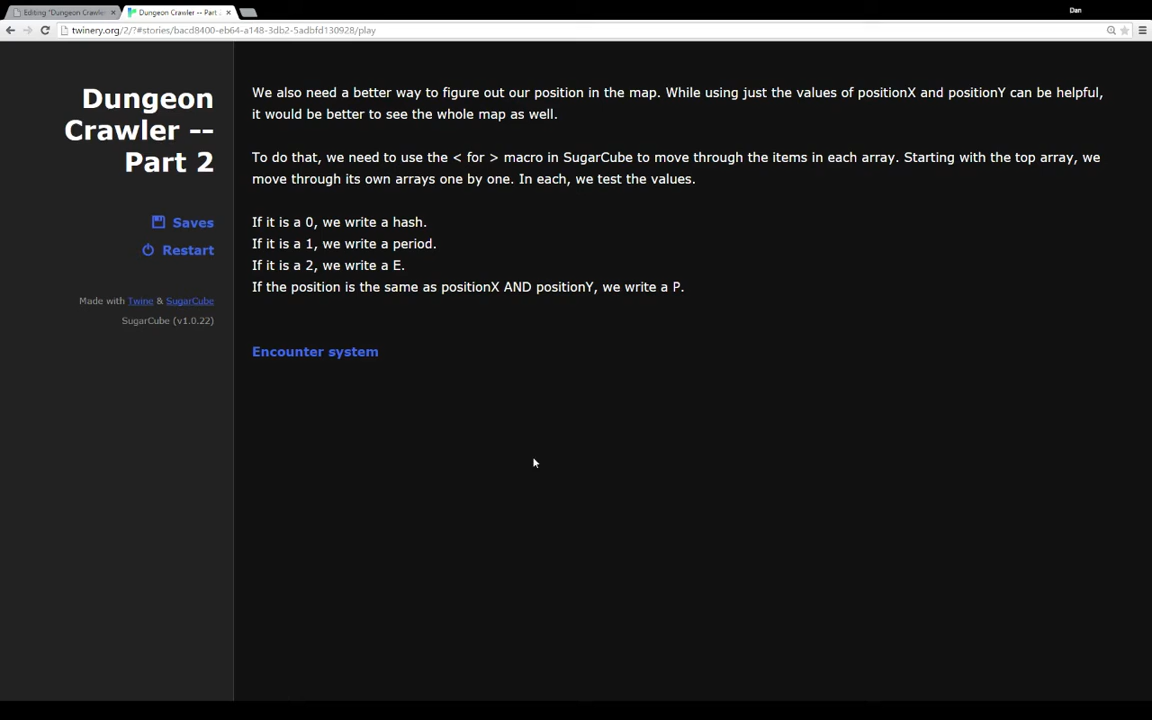 Editing "Dungeon Crawler
Dungeon Crawler -- Part
Dan
twinery.org/2/?#stories/bacd8400-eb64-a148-3db2-5adbfd130928/play
Dungeon
Crawler --
Part 2
Saves
Restart
Made with Twine & SugarCube
SugarCube (v1.0.22)
We also need a better way to figure out our position in the map. While using just the values of positionX and positionY can be helpful,
it would be better to see the whole map as well.
To do that, we need to use the < for > macro in SugarCube to move through the items in each array. Starting with the top array, we
move through its own arrays one by one. In each, we test the values.
If it is a 0, we write a hash.
If it is a 1, we write a period.
If it is a 2, we write a E.
If the position is the same as positionX AND positionY, we write a P.
Encounter system